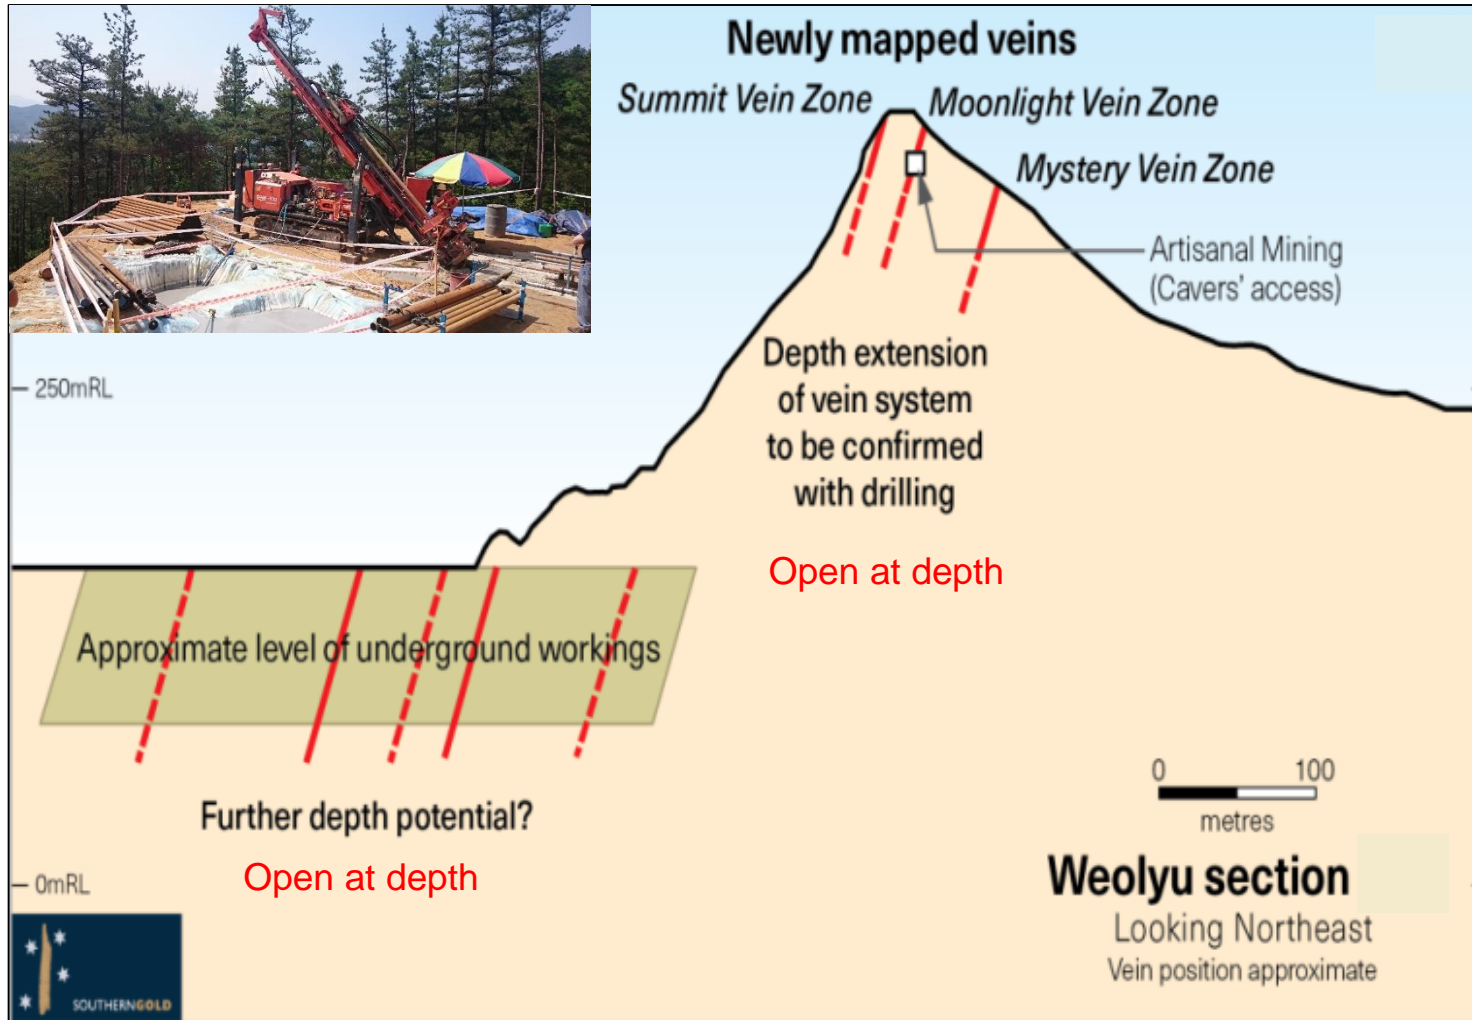 Newly mapped veins
Summit Vein Zone
Moonlight Vein Zone
Mystery Vein Zone
Artisanal Mining
(Cavers' access)
Depth extension
of vein system
to be confirmed
with drilling
250mRL
Open at depth
Approximate level of underground workings
Further depth potential?
Open at depth
0mRL
0 100
metres
Weolyu section
Looking Northeast
Vein position approximate
SOUTHERNGOLD